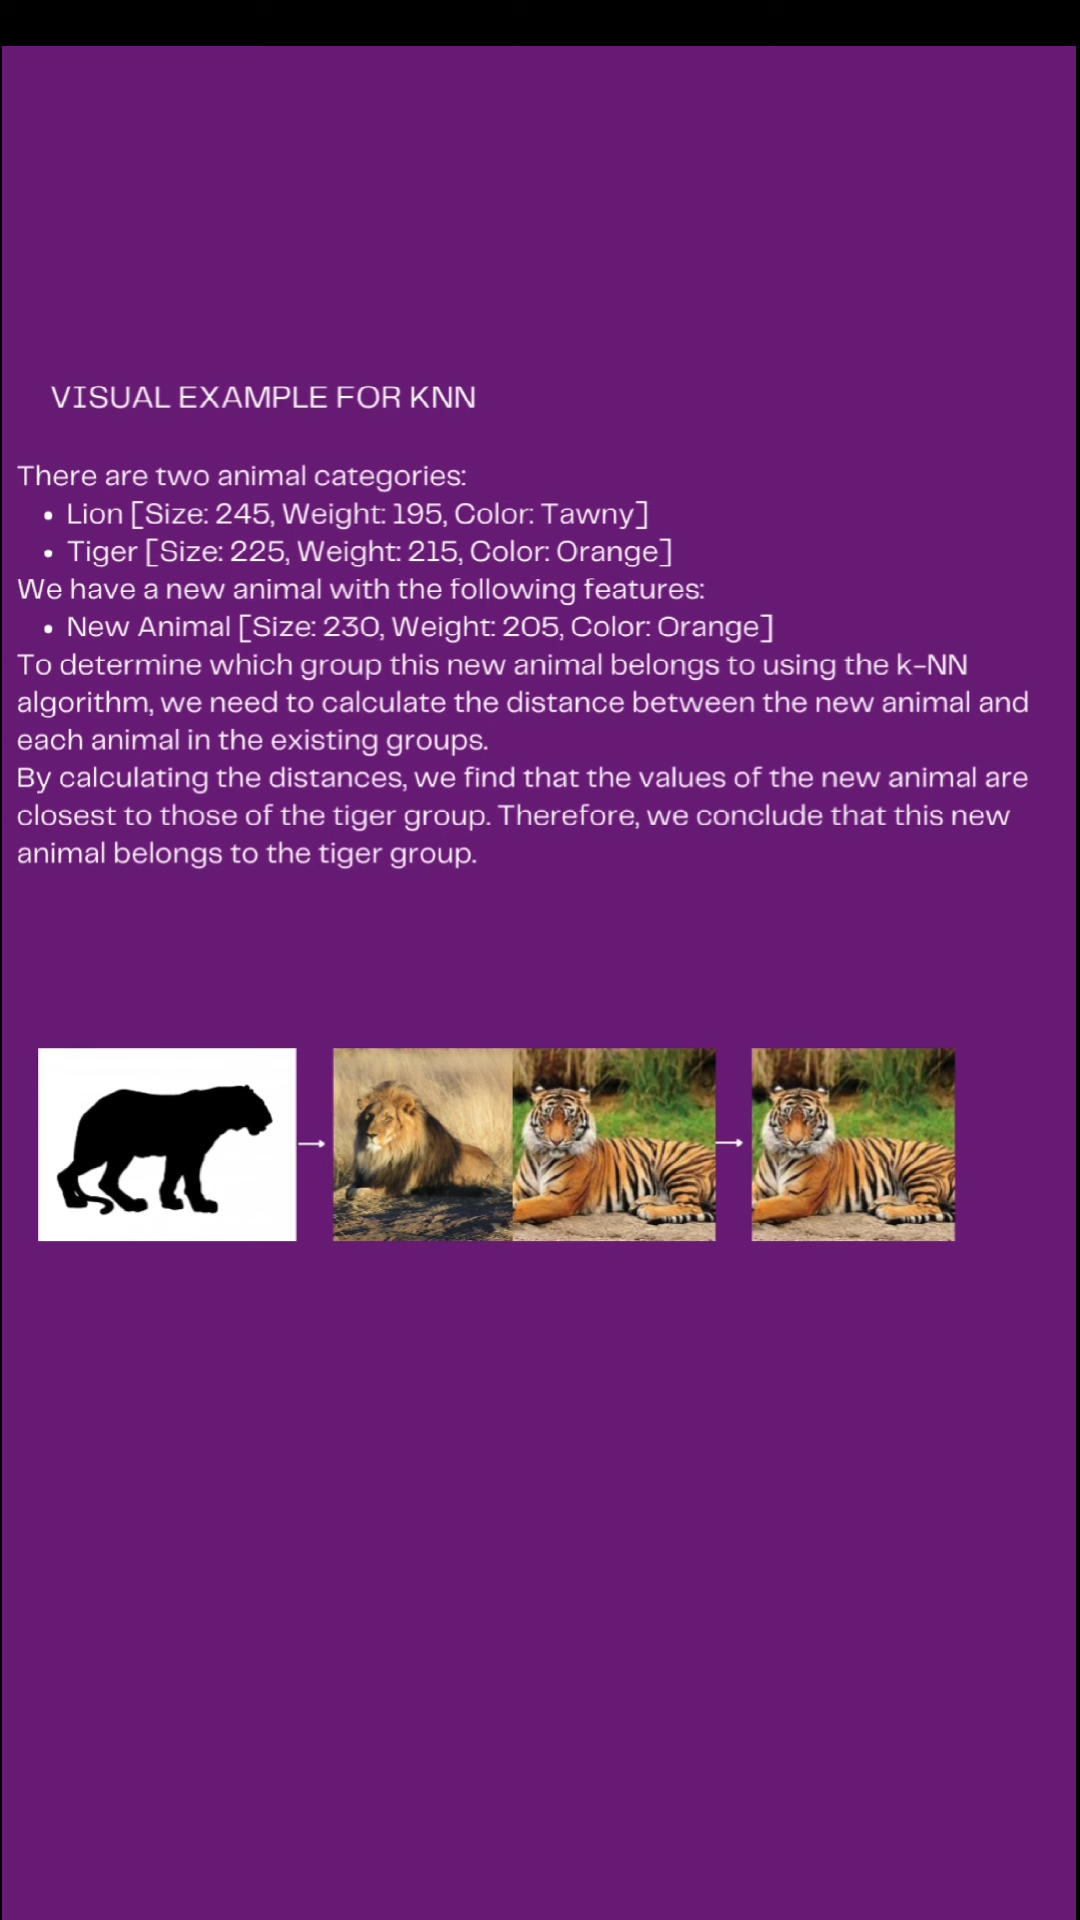 VISUAL EXAMPLE FOR KNN
There are two animal categories:
• Lion [Size: 245, Weight: 195, Color: Tawny]
• Tiger [Size: 225, Weight: 215, Color: Orange]
We have a new animal with the following features:
• New Animal [Size: 230, Weight: 205, Color: Orange]
To determine which group this new animal belongs to using the k-NN
algorithm, we need to calculate the distance between the new animal and
each animal in the existing groups.
By calculating the distances, we find that the values of the new animal are
closest to those of the tiger group. Therefore, we conclude that this new
animal belongs to the tiger group.